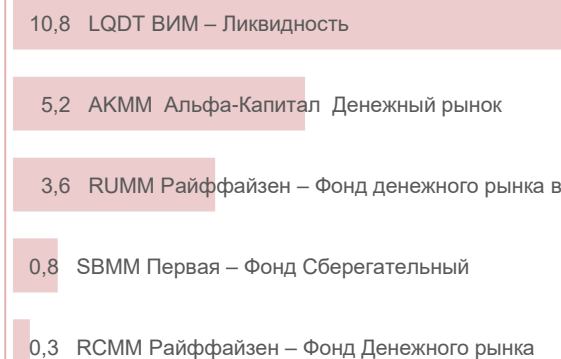 10,8 LQDT ВИМ – Ликвидность
5,2 AKMM Альфа-Капитал Денежный рынок
3,6 RUMM Райффайзен – Фонд денежного рынка в
0,8 SBMM Первая – Фонд Сберегательный
0,3 RCMM Райффайзен – Фонд Денежного рынка